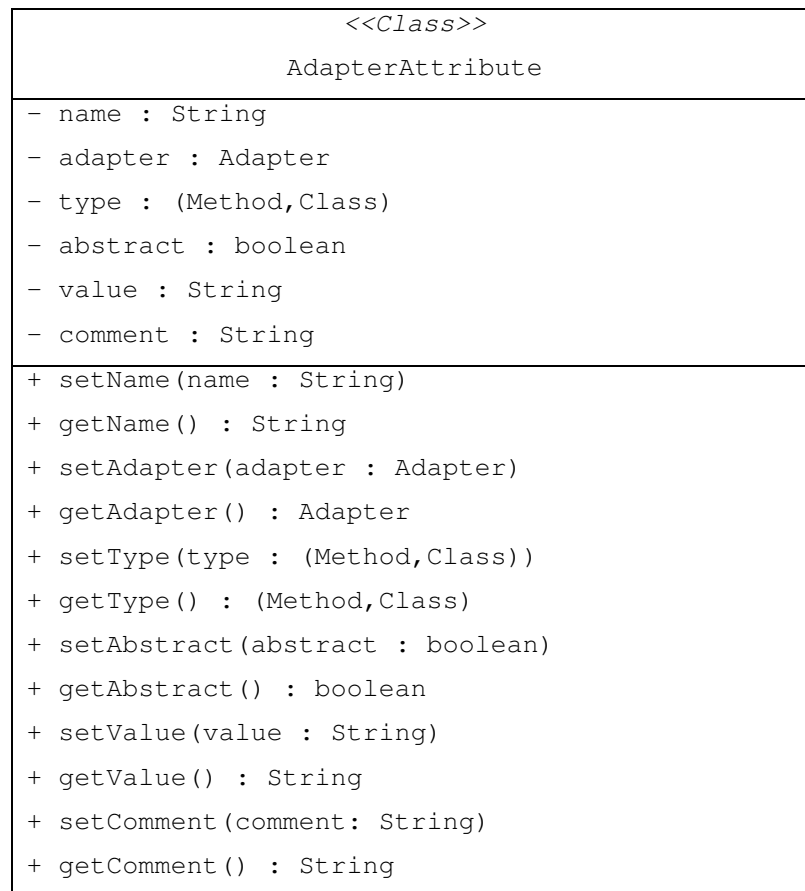 <<Class>>
AdapterAttribute
- name : String
- adapter : Adapter
- type : (Method,Class)
- abstract : boolean
- value : String
- comment : String
+ setName(name : String)
+ getName() : String
+ setAdapter(adapter : Adapter)
+ getAdapter() : Adapter
+ setType(type : (Method,Class))
+ getType() : (Method,Class)
+ setAbstract(abstract : boolean)
+ getAbstract() : boolean
+ setValue(value : String)
+ getValue() : String
+ setComment(comment: String)
+ getComment() : String